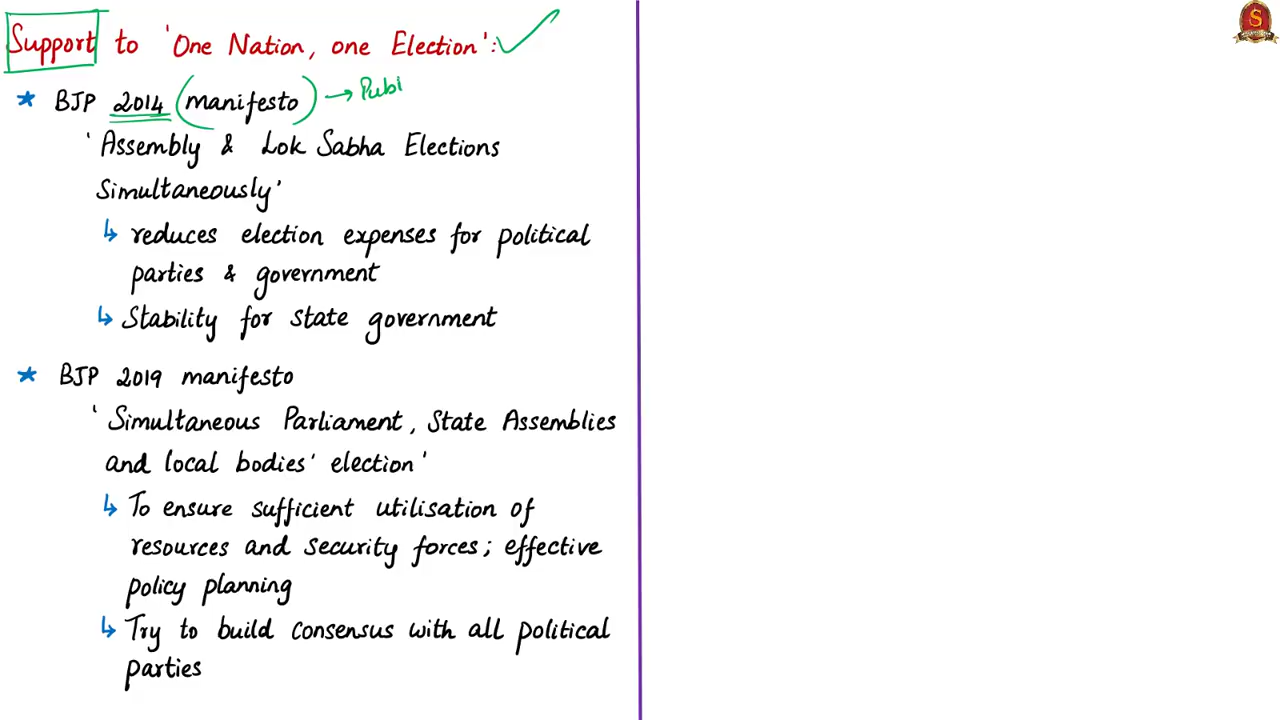 Support to 'One Nation, one Election':
* BJP 2014 (manifesto) → Publ
'Assembly & Lok Sabha Elections
Simultaneously'
↳ reduces election expenses for political
parties & government
↳ Stability for state government
* BJP 2019 manifesto
'Simultaneous Parliament, State Assemblies
and local bodies' election'
↳ To ensure sufficient utilisation of
resources and security forces; effective
policy planning
↳ Try to build consensus with all political
parties
S